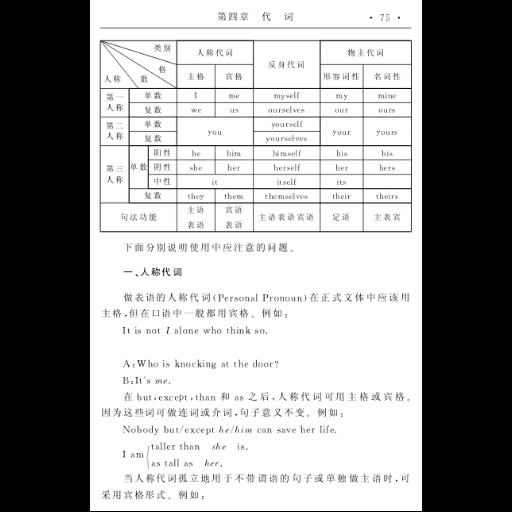 第四章 代 词 · 75 ·
类别 人称代词 反身代词 物主代词
格
人称 数 主格 宾格 形容词性 名词性
第一人称 单数 I me myself my mine
复数 we us ourselves our ours
第二人称 单数 you yourself your yours
复数 yourselves
第三人称 单数 阳性 he him himself his his
阴性 she her herself her hers
中性 it itself its
复数 they them themselves their theirs
句法功能 主语 宾语 主语表语宾语 定语 主表宾
表语 表语
下面分别说明使用中应注意的问题。
一、人称代词
做表语的人称代词(Personal Pronoun)在正式文体中应该用
主格,但在口语中一般都用宾格。例如:
It is not I alone who think so.
A:Who is knocking at the door?
B:It's me.
在 but,except,than 和 as 之后,人称代词可用主格或宾格。
因为这些词可做连词或介词,句子意义不变。例如:
Nobody but/except he/him can save her life.
I am { taller than she is.
as tall as her.
当人称代词孤立地用于不带谓语的句子或单独做主语时,可
采用宾格形式。例如: